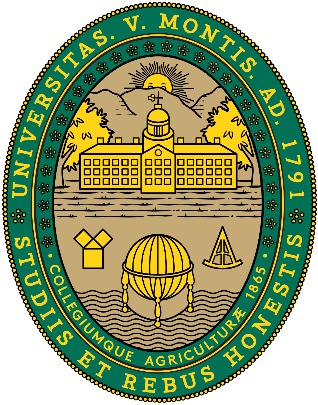 UNIVERSITAS. V. MONTIS. AD. 1791
STUDIIS ET REBUS HONESTIS
· COLLEGIUMQUE AGRICULTURÆ 1865 ·